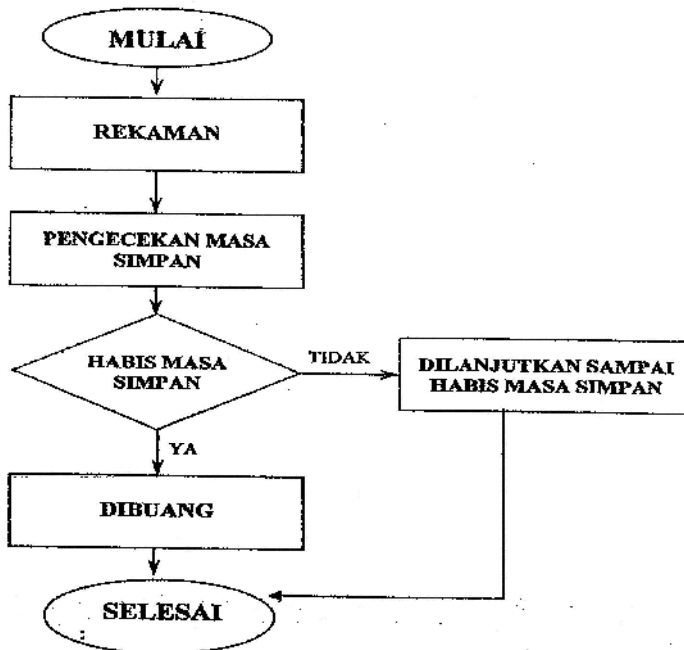 MULAI
REKAMAN
PENGECEKAN MASA
SIMPAN
HABIS MASA
SIMPAN
TIDAK
DILANJUTKAN SAMPAI
HABIS MASA SIMPAN
YA
DIBUANG
SELESAI